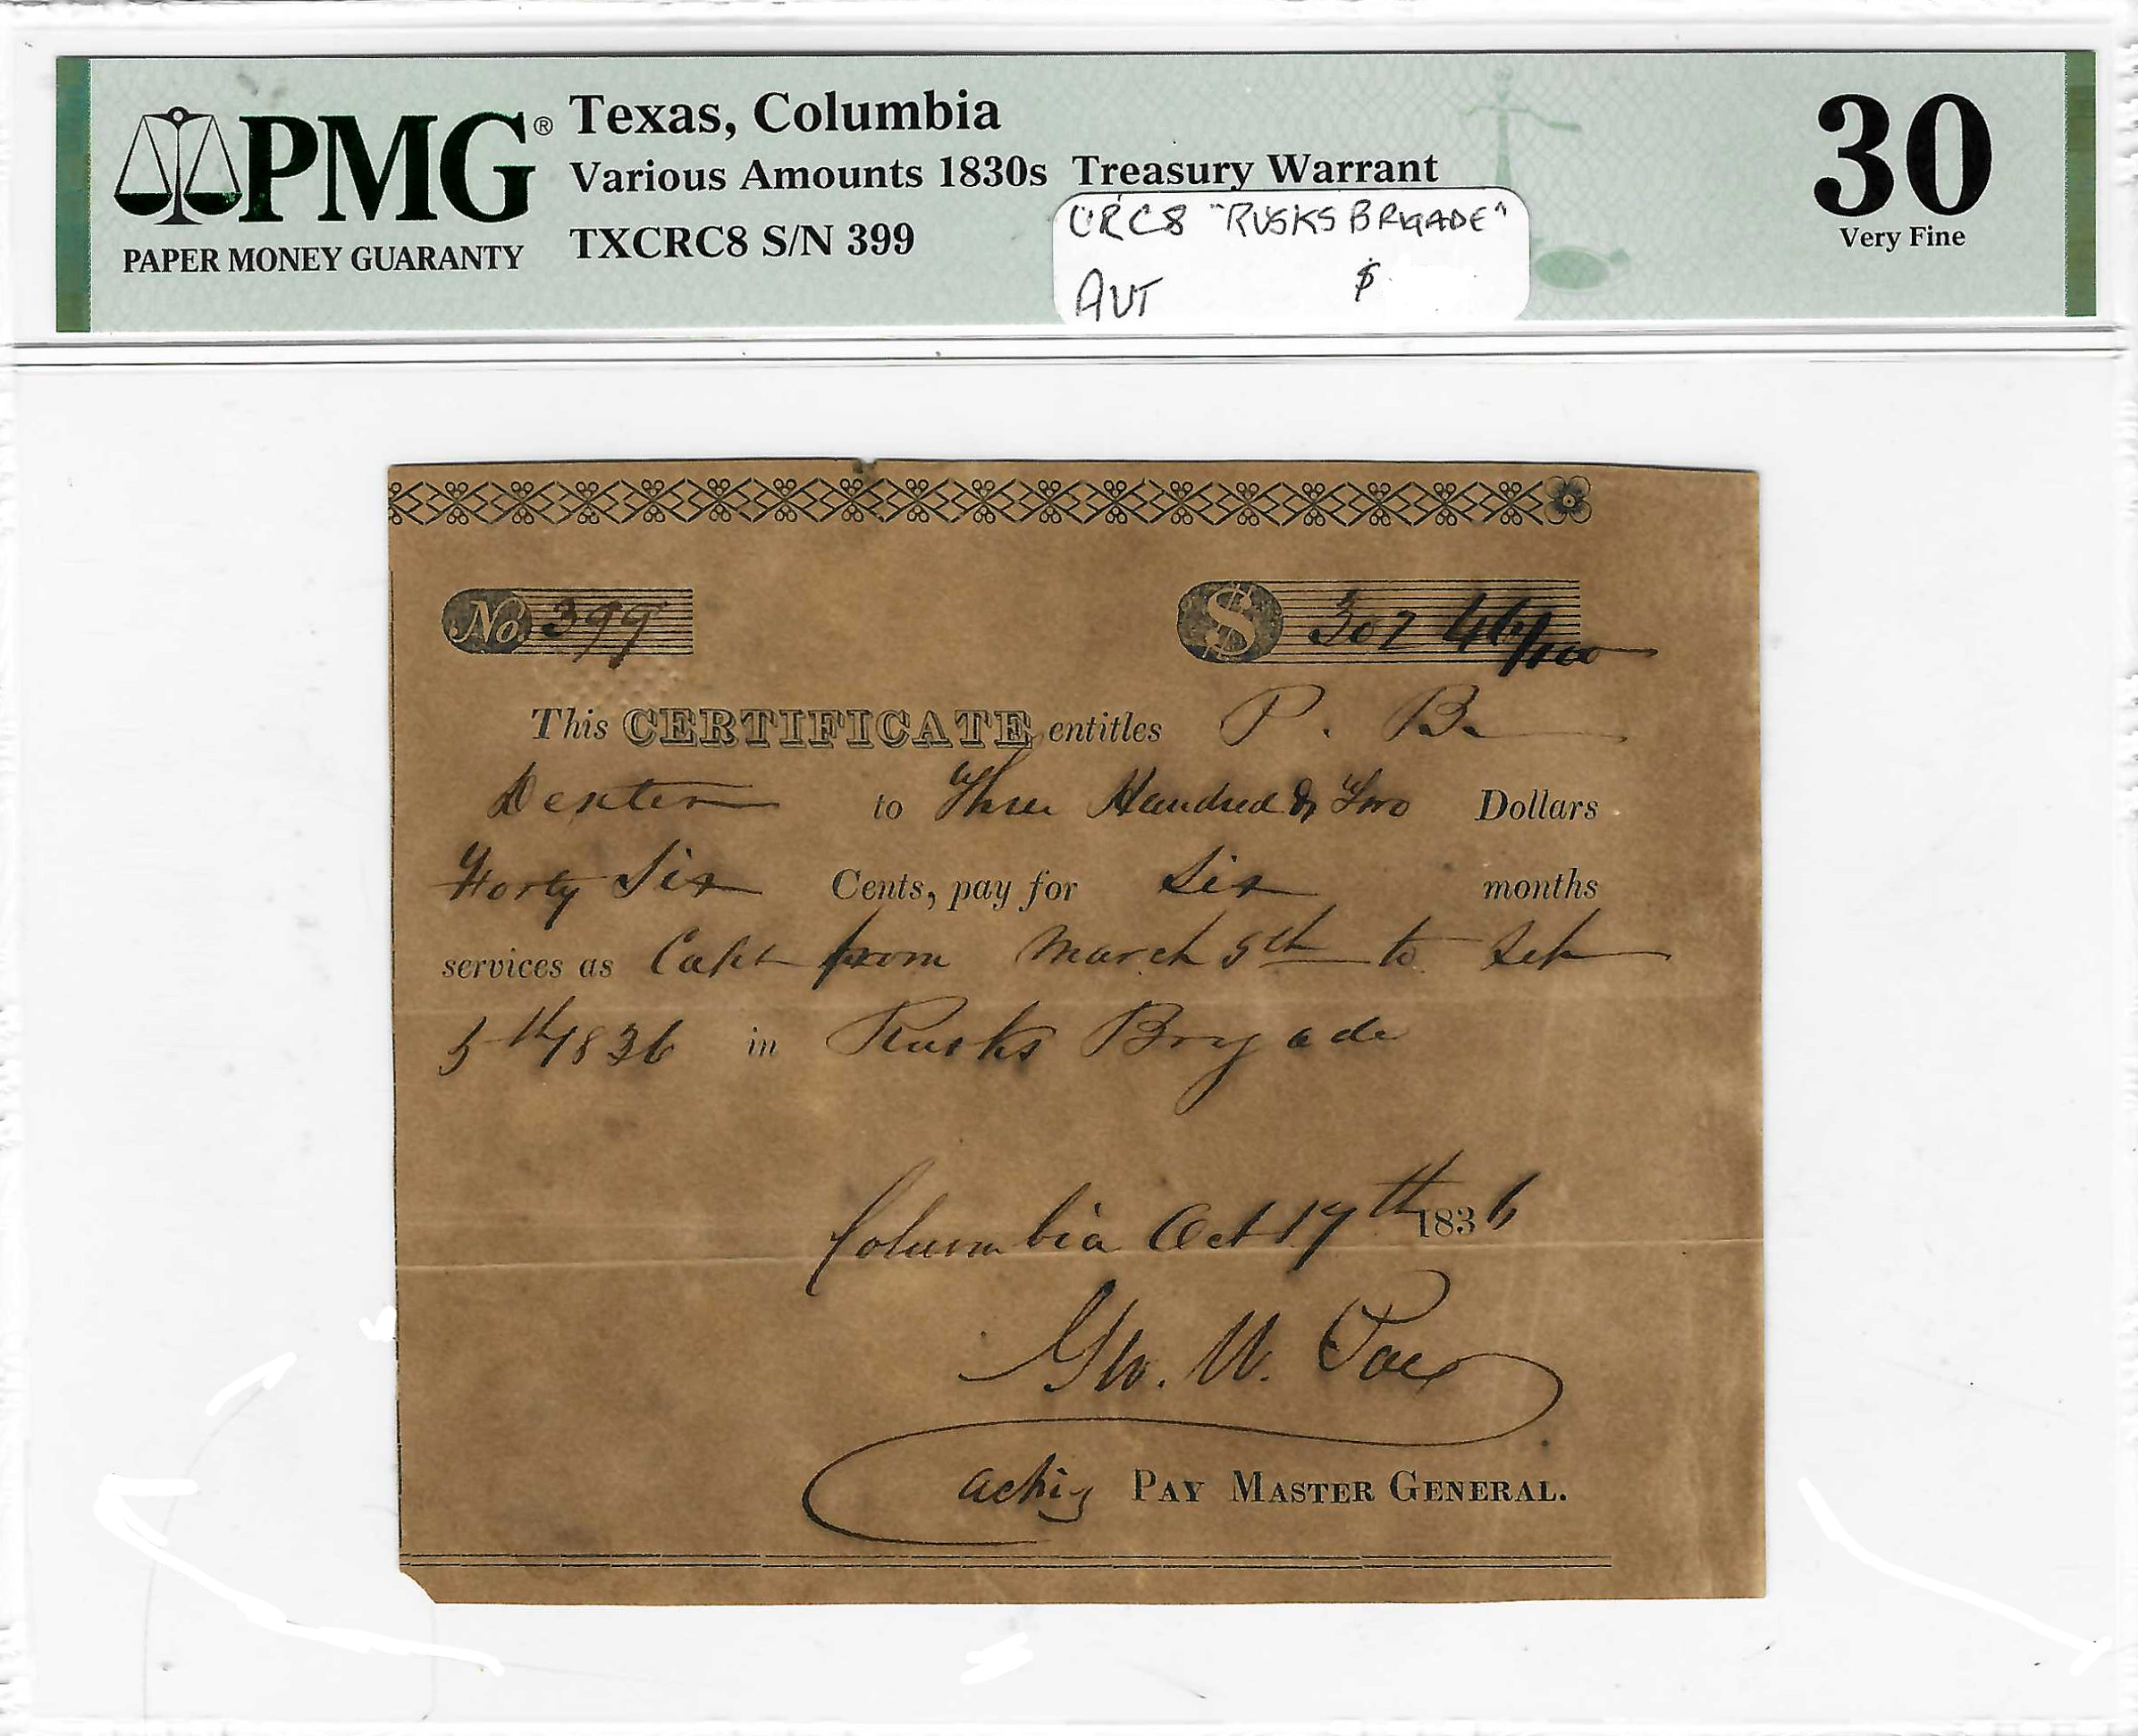 PMG® Texas, Columbia
Various Amounts 1830s Treasury Warrant
PAPER MONEY GUARANTY
TXCRC8 S/N 399
CRC8 "RUSKS BRIGADE"
AUT $
30
Very Fine
No. 399
$ 302 46/100
This CERTIFICATE entitles P. B.
Dexter to Three Hundred & Two Dollars
Forty Six Cents, pay for Six months
services as Capt from March 5th to Sep
5th 1836 in Rusks Brigade
Columbia Oct 19th 1836
Geo. W. Poe
acting PAY MASTER GENERAL.